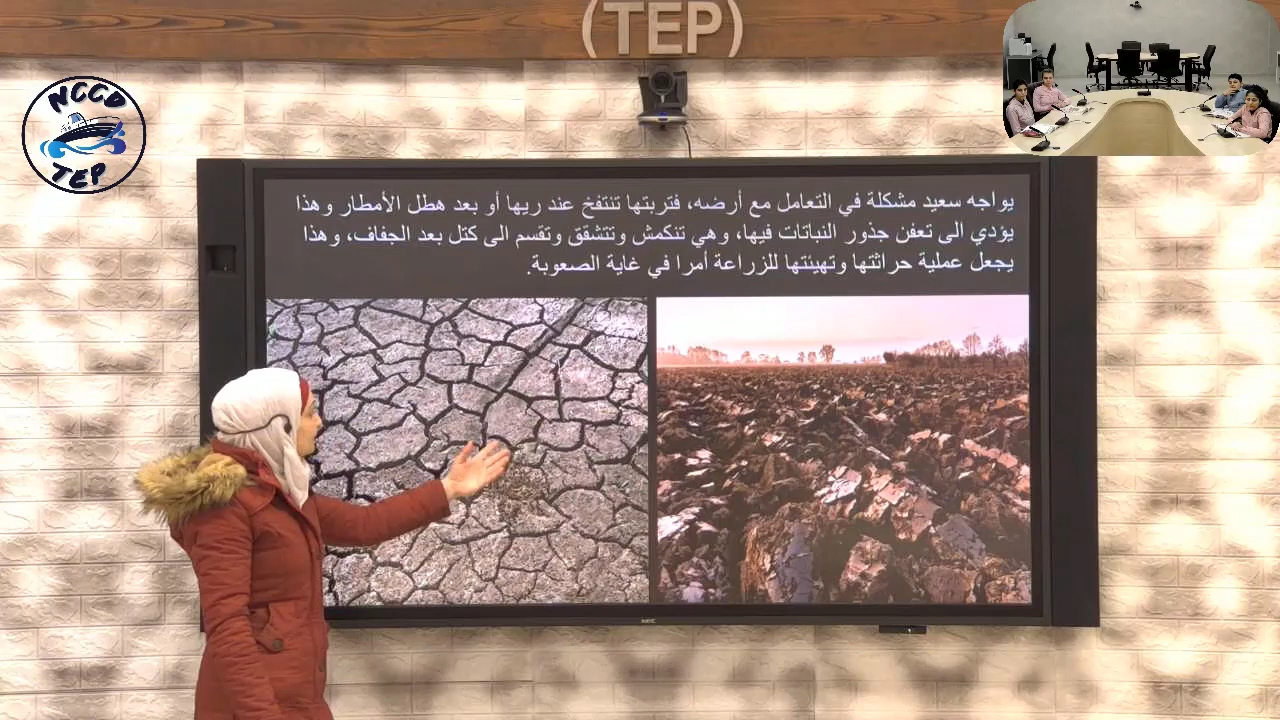 (TEP)
NCCD
TEP
يواجه سعيد مشكلة في التعامل مع أرضه، فتربتها تنتفخ عند ريها أو بعد هطل الأمطار وهذا
يؤدي الى تعفن جذور النباتات فيها، وهي تنكمش وتتشقق وتقسم الى كتل بعد الجفاف، وهذا
يجعل عملية حراثتها وتهيئتها للزراعة أمرا في غاية الصعوبة.
NEC